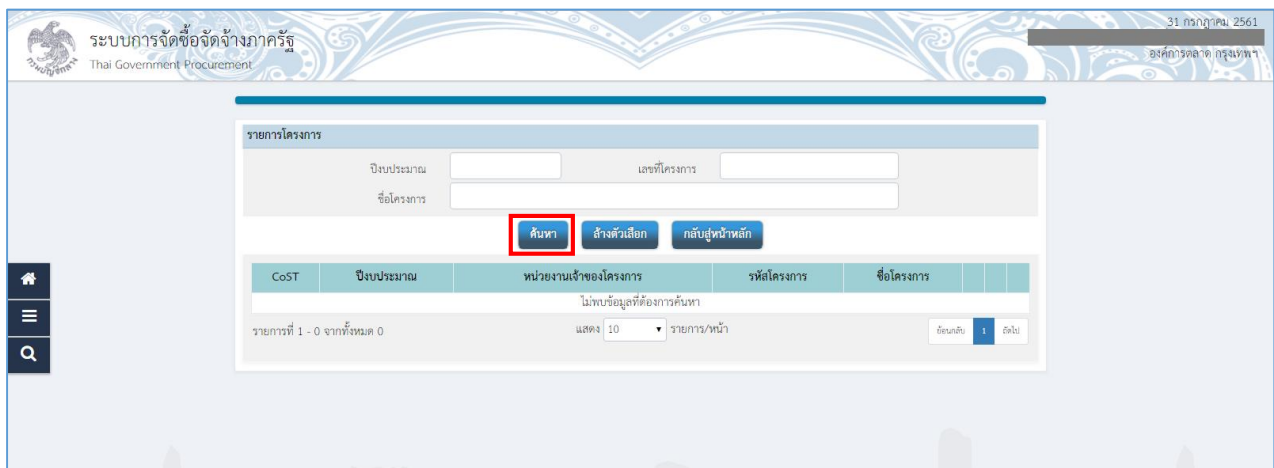 31 กรกฎาคม 2561
ระบบการจัดซื้อจัดจ้างภาครัฐ
Thai Government Procurement
องค์การตลาด กรุงเทพฯ
กรมบัญชีกลาง
รายการโครงการ
ปีงบประมาณ เลขที่โครงการ
ชื่อโครงการ
ค้นหา ล้างตัวเลือก กลับสู่หน้าหลัก
CoST ปีงบประมาณ หน่วยงานเจ้าของโครงการ รหัสโครงการ ชื่อโครงการ
ไม่พบข้อมูลที่ต้องการค้นหา
รายการที่ 1 - 0 จากทั้งหมด 0 แสดง 10 รายการ/หน้า ย้อนกลับ 1 ถัดไป